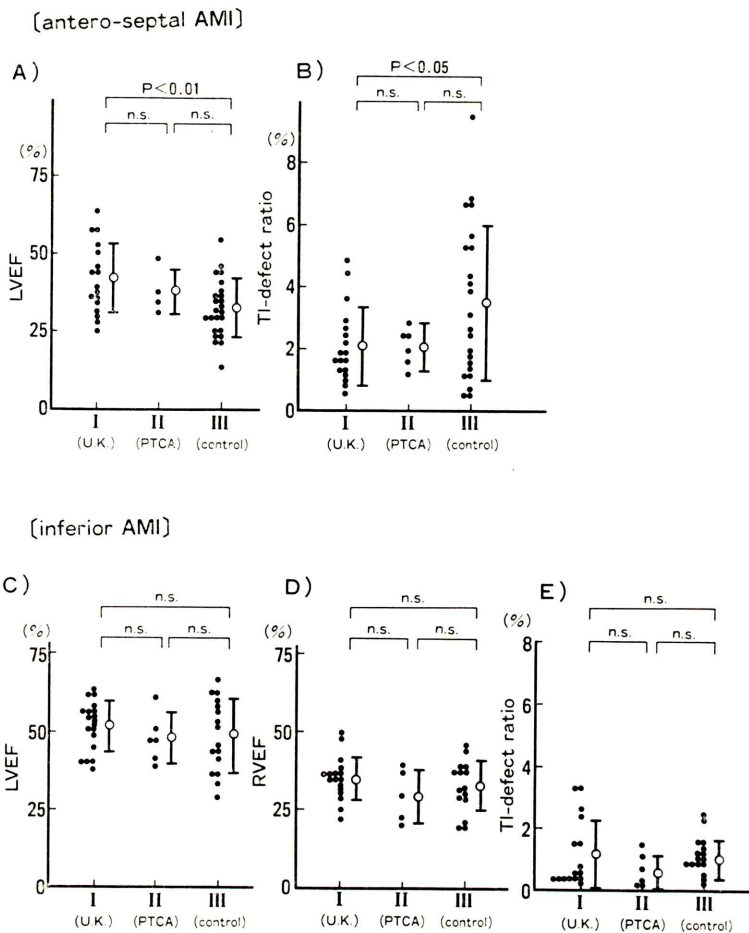 [antero-septal AMI]
A)
P<0.01
n.s. n.s.
(%)
75
50
25
0
LVEF
I II III
(U.K.) (PTCA) (control)
B)
P<0.05
n.s. n.s.
(%)
8
6
4
2
0
Tl-defect ratio
I II III
(U.K.) (PTCA) (control)
[inferior AMI]
C)
n.s.
n.s. n.s.
(%)
75
50
25
0
LVEF
I II III
(U.K.) (PTCA) (control)
D)
n.s.
n.s. n.s.
(%)
75
50
25
0
RVEF
I II III
(U.K.) (PTCA) (control)
E)
n.s.
n.s. n.s.
(%)
8
6
4
2
0
Tl-defect ratio
I II III
(U.K.) (PTCA) (control)